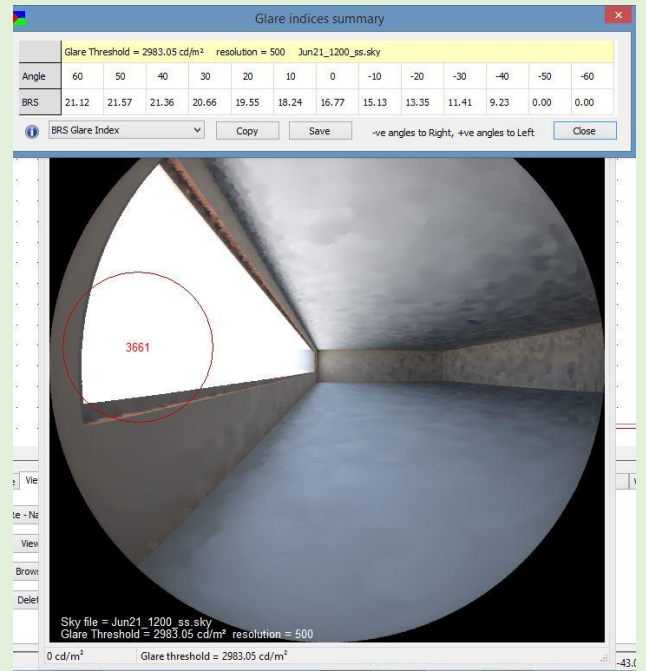 Glare indices summary
Glare Threshold = 2983.05 cd/m² resolution = 500 Jun21_1200_ss.sky
Angle 60 50 40 30 20 10 0 -10 -20 -30 -40 -50 -60
BRS 21.12 21.57 21.36 20.66 19.55 18.24 16.77 15.13 13.35 11.41 9.23 0.00 0.00
BRS Glare Index Copy Save -ve angles to Right, +ve angles to Left Close
3661
View
Brow
Sky file = Jun21_1200_ss.sky
Glare Threshold = 2983.05 cd/m² resolution = 500
0 cd/m² Glare threshold = 2983.05 cd/m²